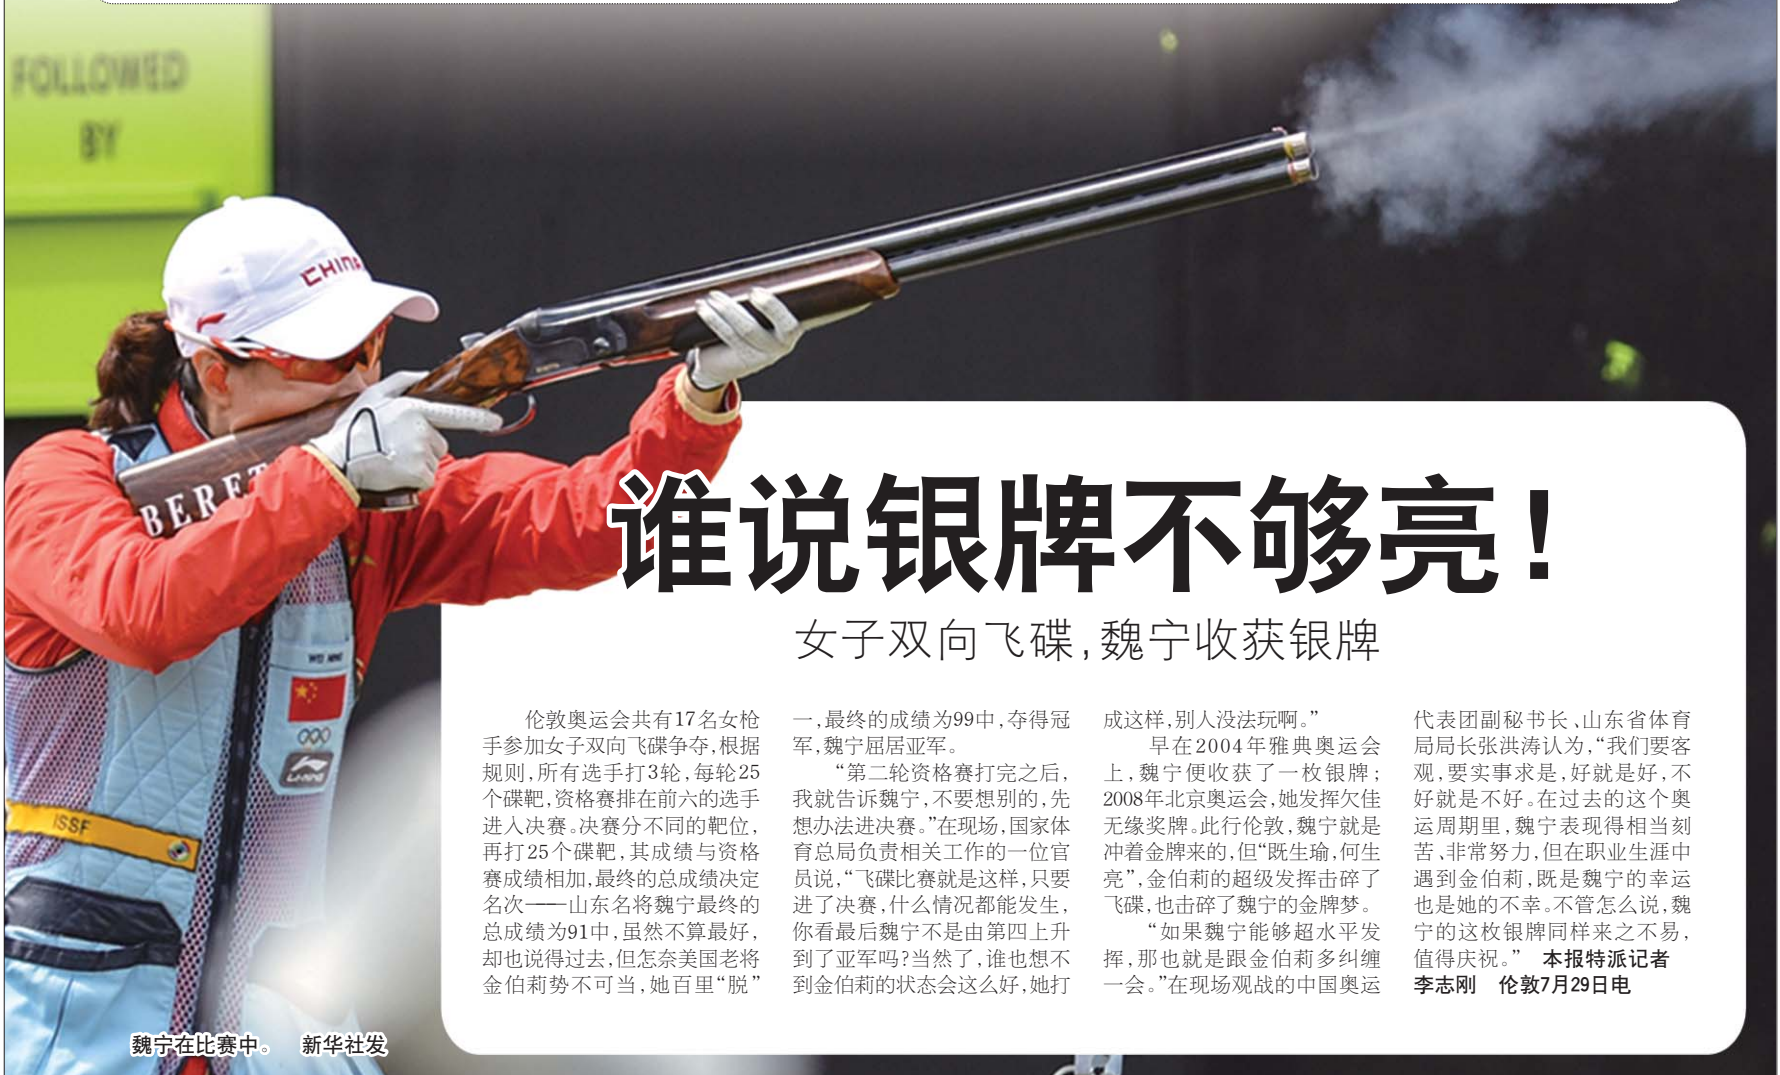 FOLLOWED
BY
CHINA
BERET
WEI NING
LI-NING
ISSF
谁说银牌不够亮！
女子双向飞碟，魏宁收获银牌
伦敦奥运会共有17名女枪
手参加女子双向飞碟争夺，根据
规则，所有选手打3轮，每轮25
个碟靶，资格赛排在前六的选手
进入决赛。决赛分不同的靶位，
再打25个碟靶，其成绩与资格
赛成绩相加，最终的总成绩决定
名次——山东名将魏宁最终的
总成绩为91中，虽然不算最好，
却也说得过去，但怎奈美国老将
金伯莉势不可当，她百里“脱”
一，最终的成绩为99中，夺得冠
军，魏宁屈居亚军。
“第二轮资格赛打完之后，
我就告诉魏宁，不要想别的，先
想办法进决赛。”在现场，国家体
育总局负责相关工作的一位官
员说，“飞碟比赛就是这样，只要
进了决赛，什么情况都能发生，
你看最后魏宁不是由第四上升
到了亚军吗？当然了，谁也想不
到金伯莉的状态会这么好，她打
成这样，别人没法玩啊。”
早在2004年雅典奥运会
上，魏宁便收获了一枚银牌；
2008年北京奥运会，她发挥欠佳
无缘奖牌。此行伦敦，魏宁就是
冲着金牌来的，但“既生瑜，何生
亮”，金伯莉的超级发挥击碎了
飞碟，也击碎了魏宁的金牌梦。
“如果魏宁能够超水平发
挥，那也就是跟金伯莉多纠缠
一会。”在现场观战的中国奥运
代表团副秘书长、山东省体育
局局长张洪涛认为，“我们要客
观，要实事求是，好就是好，不
好就是不好。在过去的这个奥
运周期里，魏宁表现得相当刻
苦、非常努力，但在职业生涯中
遇到金伯莉，既是魏宁的幸运
也是她的不幸。不管怎么说，魏
宁的这枚银牌同样来之不易，
值得庆祝。” 本报特派记者
李志刚 伦敦7月29日电
魏宁在比赛中。 新华社发